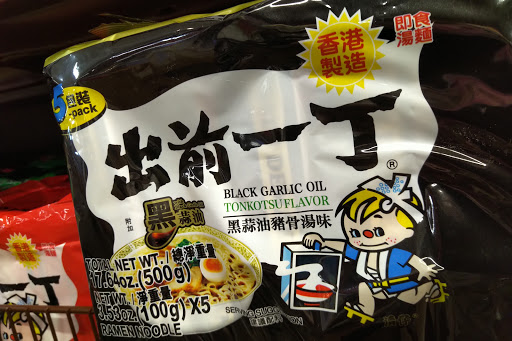 5包裝
-pack
香港
製造
即食
湯麵
出前一丁
®
BLACK GARLIC OIL
TONKOTSU FLAVOR
黑蒜油豬骨湯味
附加
黑
蒜油
TOTAL NET WT. / 總淨重量
17.64oz. (500g)
NET WT. / 淨重量
3.53oz. (100g) X5
RAMEN NOODLE